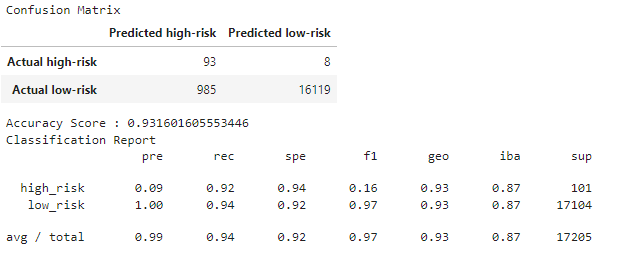 Confusion Matrix
Predicted high-risk Predicted low-risk
Actual high-risk 93 8
Actual low-risk 985 16119
Accuracy Score : 0.931601605553446
Classification Report
pre rec spe f1 geo iba sup
high_risk 0.09 0.92 0.94 0.16 0.93 0.87 101
low_risk 1.00 0.94 0.92 0.97 0.93 0.87 17104
avg / total 0.99 0.94 0.92 0.97 0.93 0.87 17205